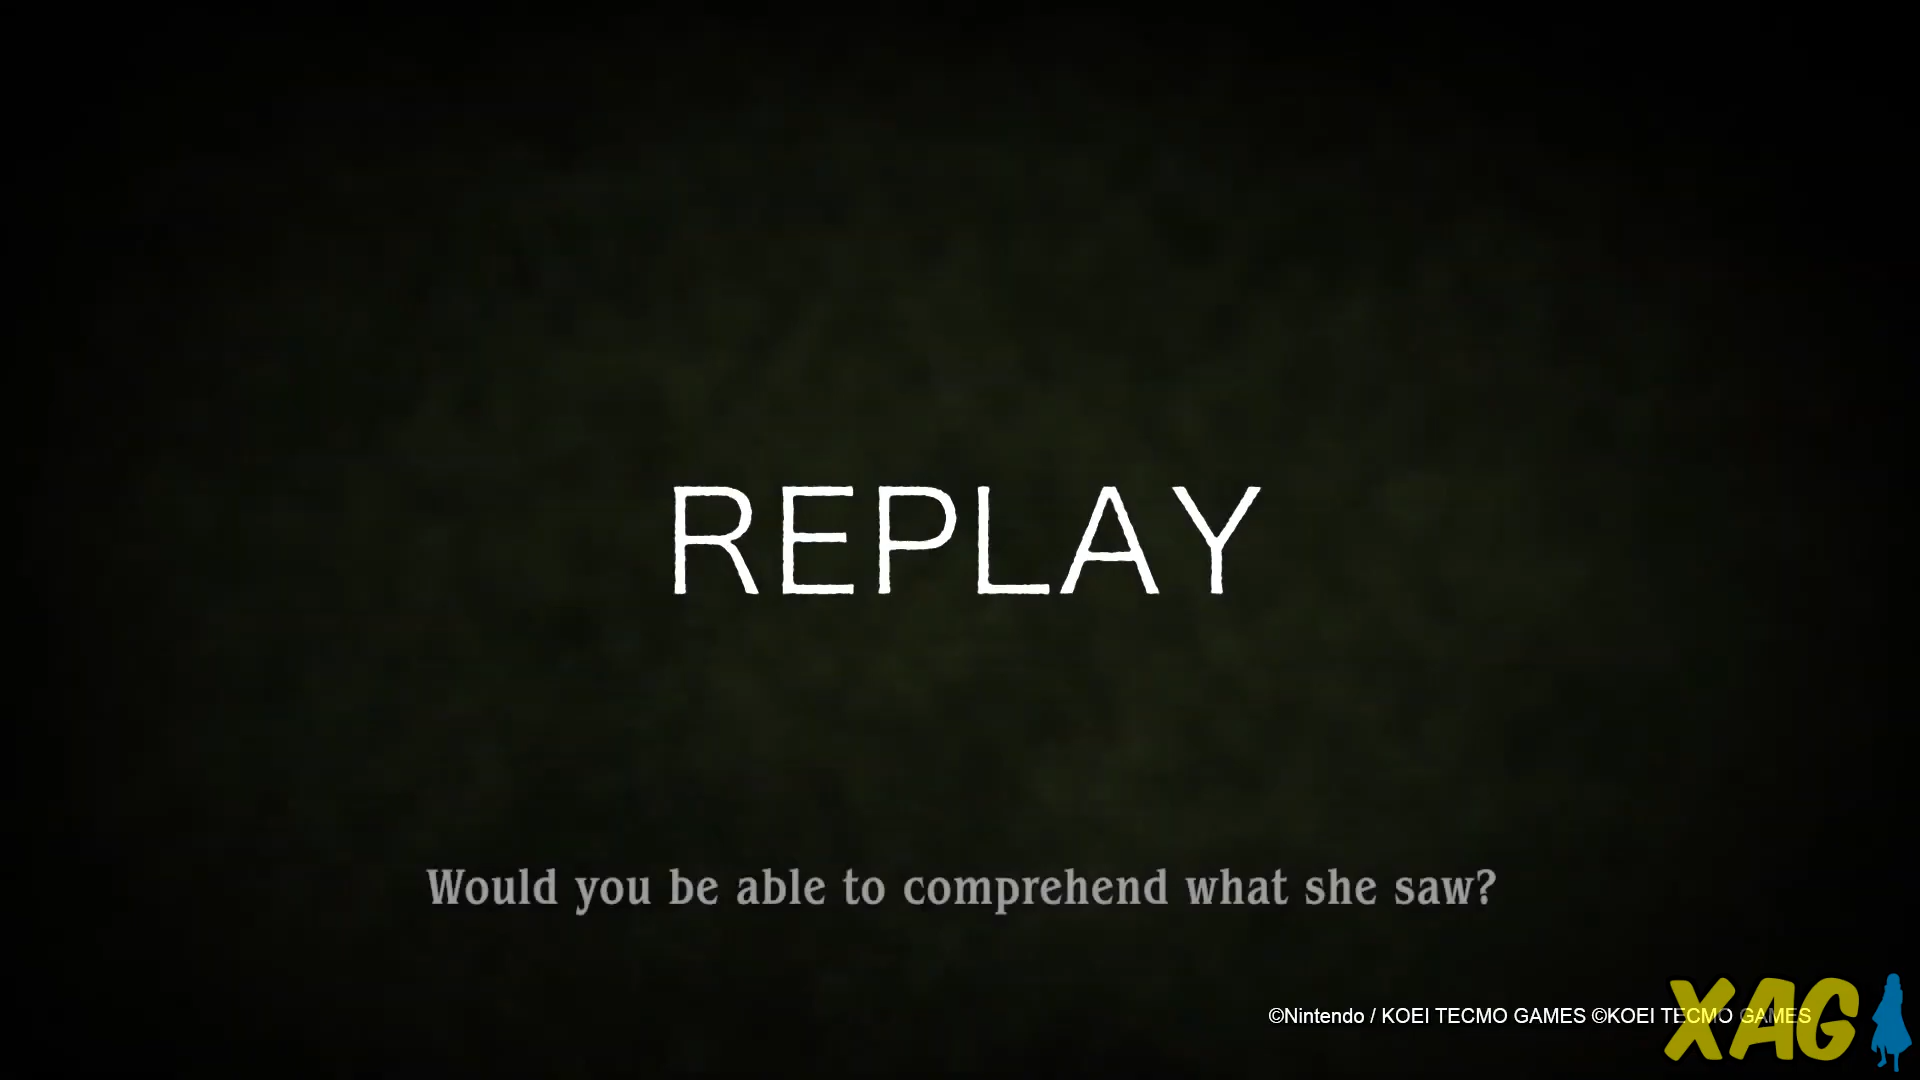 REPLAY
Would you be able to comprehend what she saw?
©Nintendo / KOEI TECMO GAMES ©KOEI TECMO GAMES
XAG